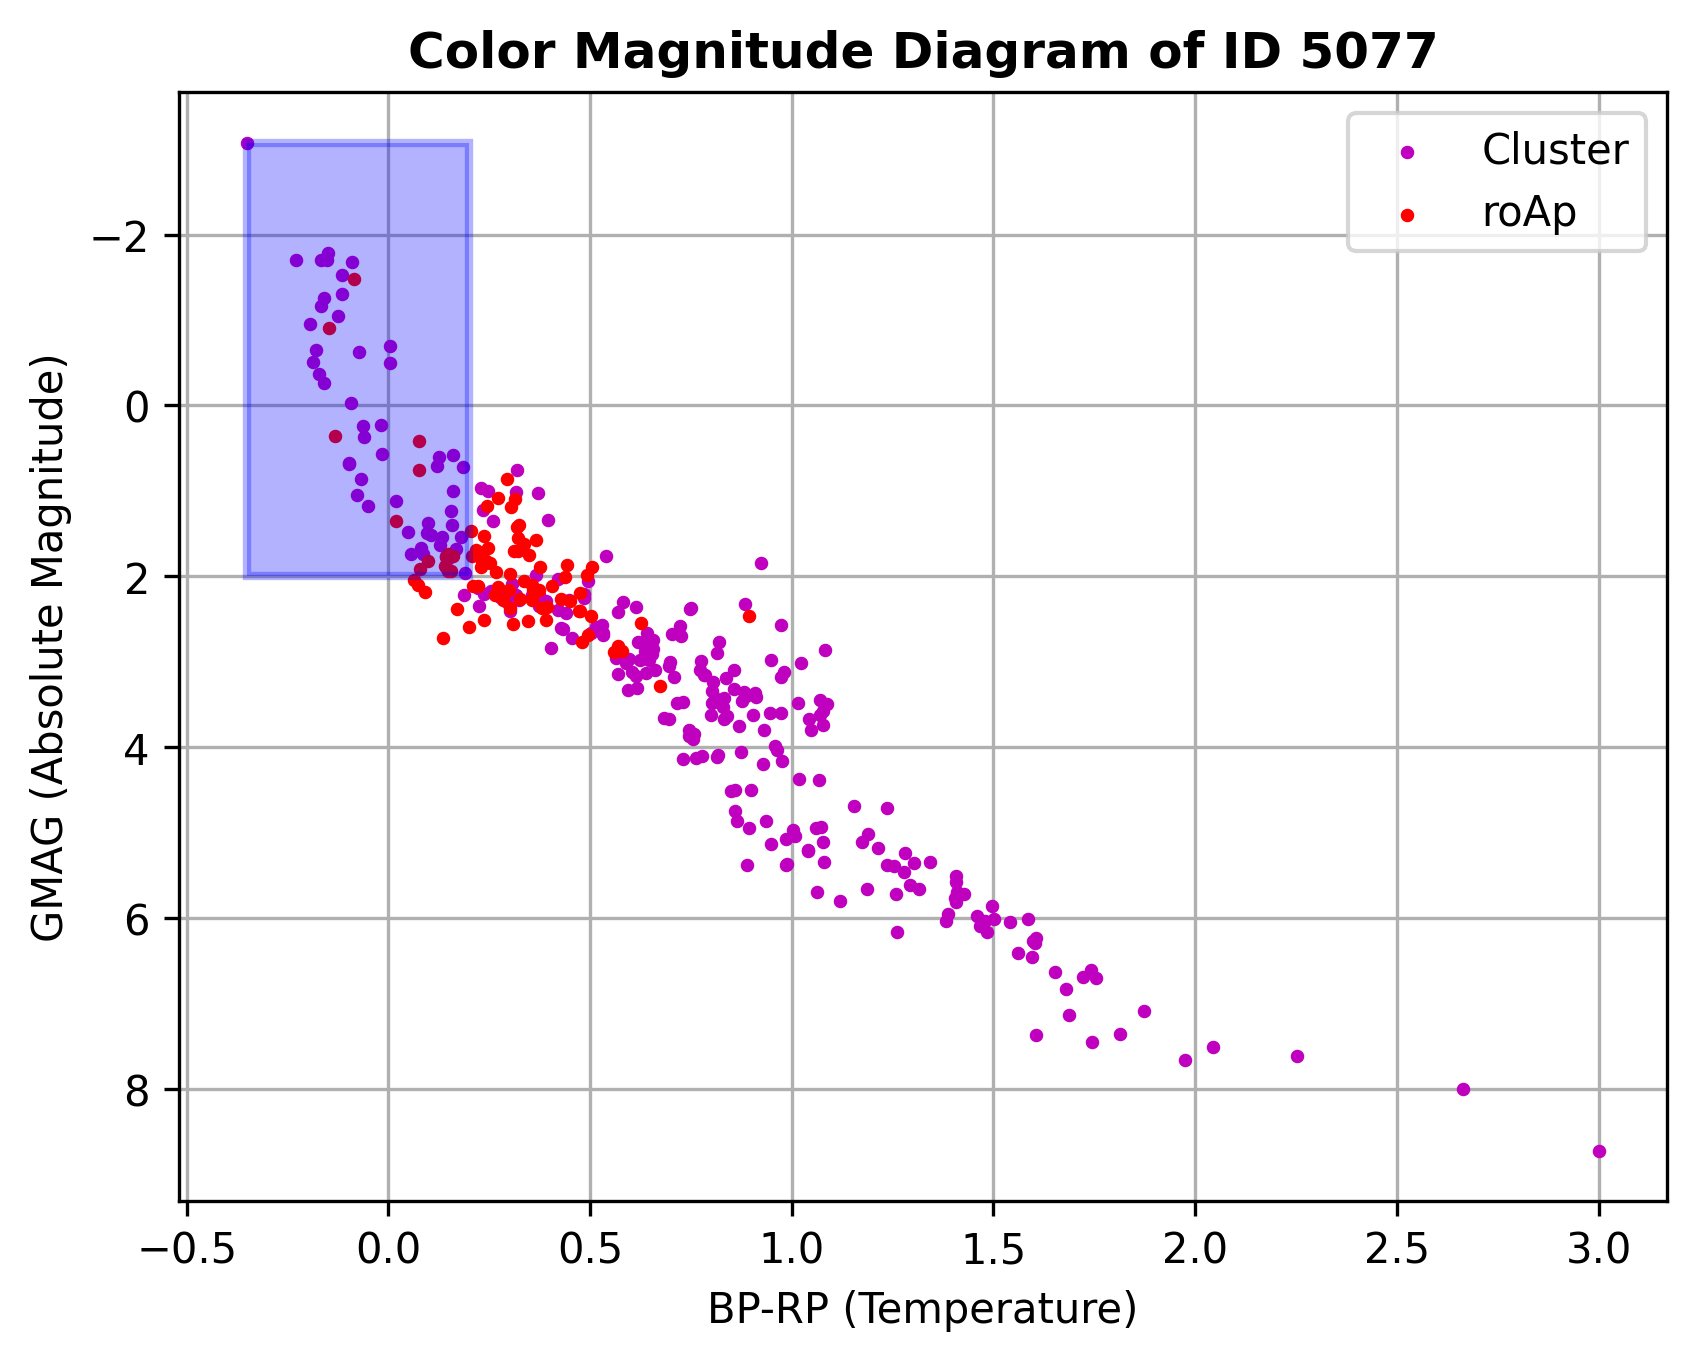 Color Magnitude Diagram of ID 5077
Cluster
roAp
GMAG (Absolute Magnitude)
−2
0
2
4
6
8
−0.5 0.0 0.5 1.0 1.5 2.0 2.5 3.0
BP-RP (Temperature)